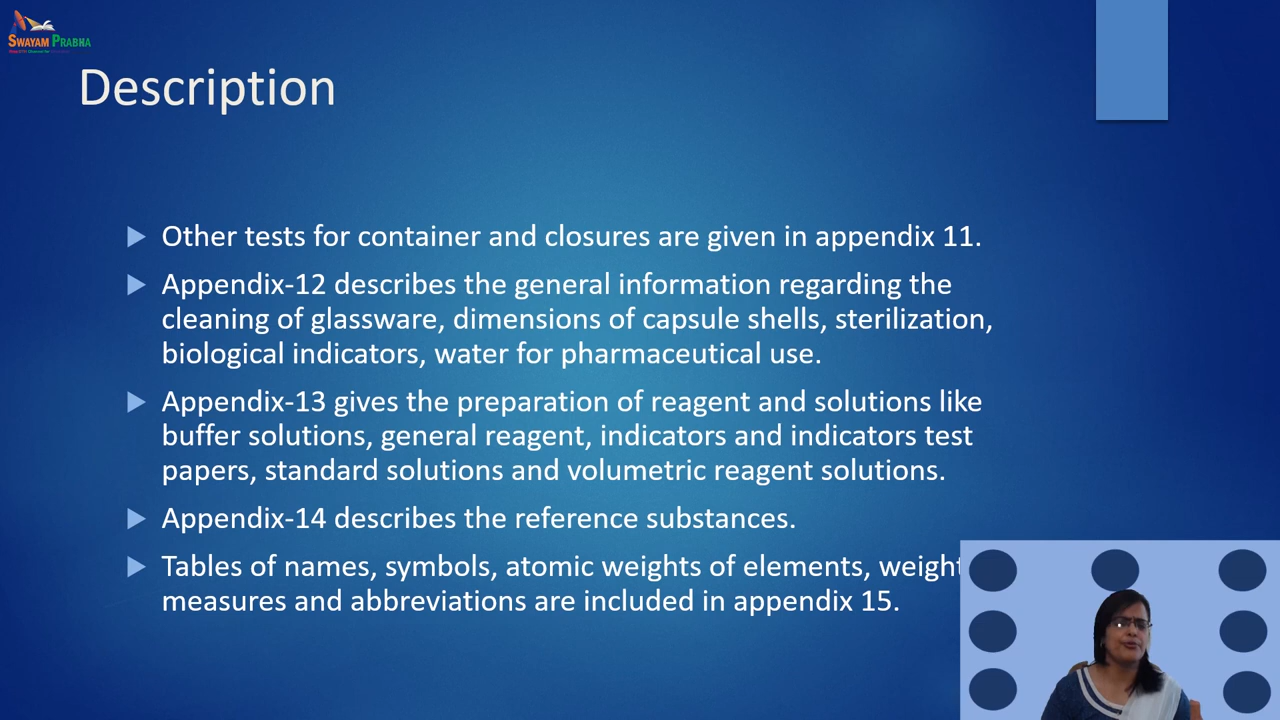 SWAYAM PRABHA
Description
Other tests for container and closures are given in appendix 11.
Appendix-12 describes the general information regarding the
cleaning of glassware, dimensions of capsule shells, sterilization,
biological indicators, water for pharmaceutical use.
Appendix-13 gives the preparation of reagent and solutions like
buffer solutions, general reagent, indicators and indicators test
papers, standard solutions and volumetric reagent solutions.
Appendix-14 describes the reference substances.
Tables of names, symbols, atomic weights of elements, weight
measures and abbreviations are included in appendix 15.